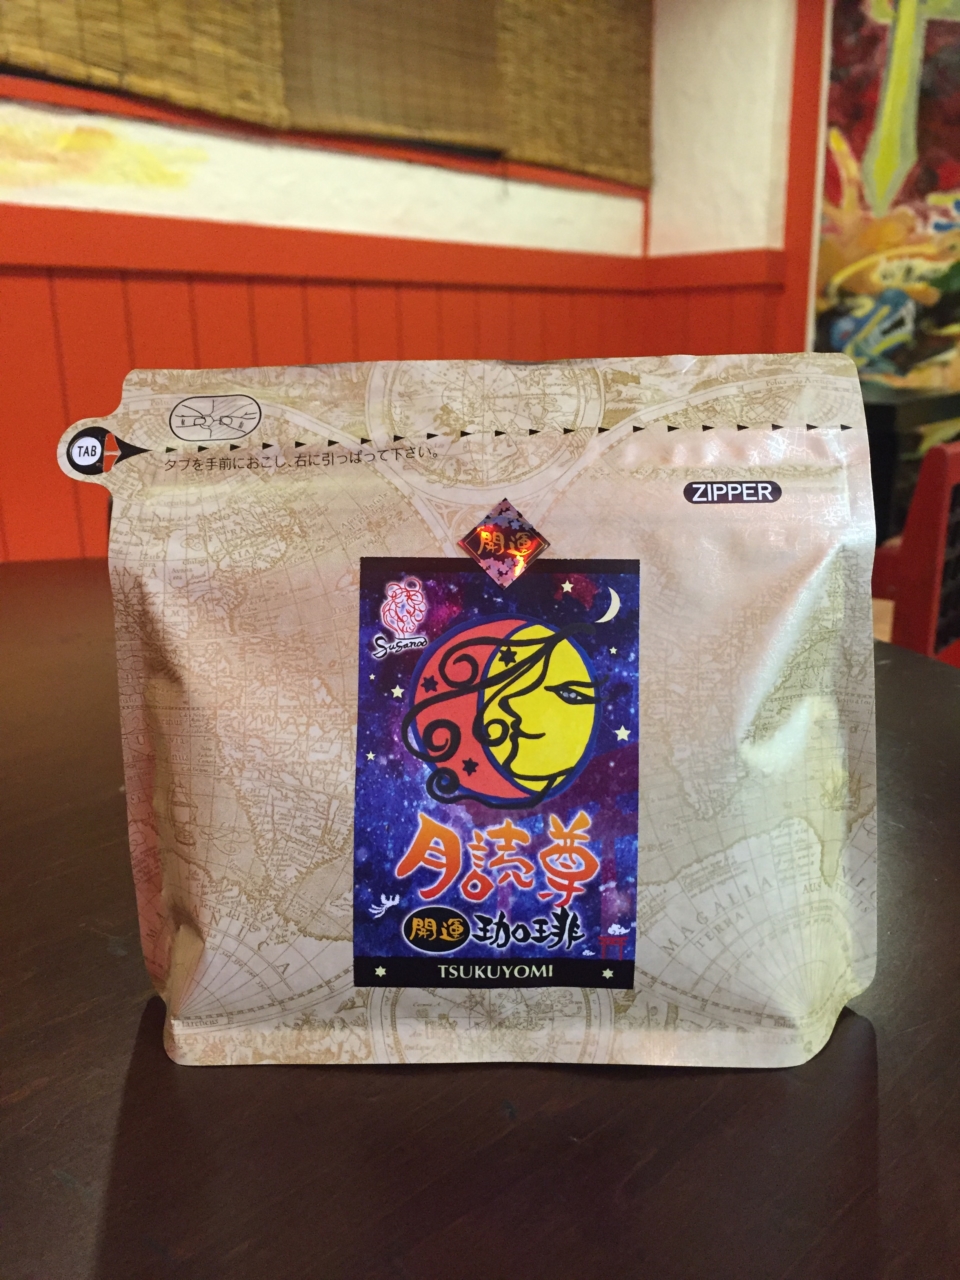 TAB
タブを手前におこし、右に引っぱって下さい。
ZIPPER
開運
Susanoo
月読尊
開運 珈琲
TSUKUYOMI